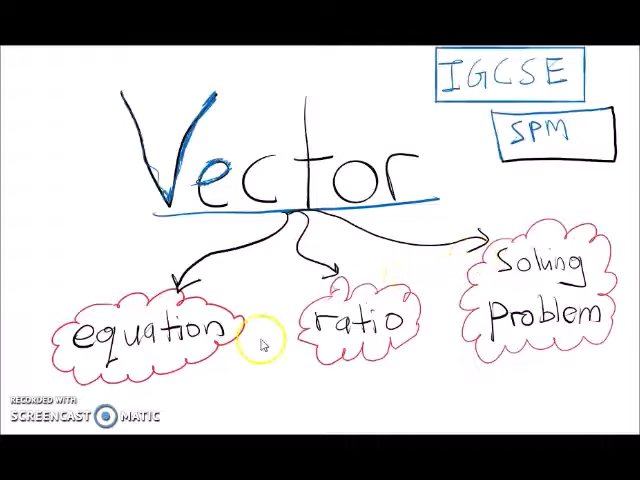 IGCSE
SPM
Vector
equation
ratio
Solving
Problem
RECORDED WITH
SCREENCAST MATIC